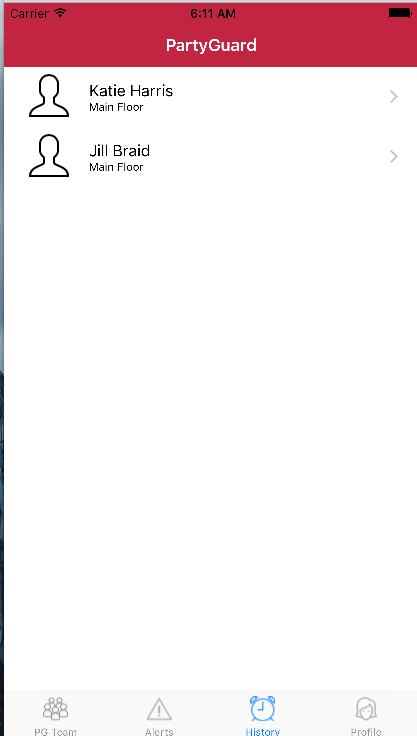 Carrier 6:11 AM
PartyGuard
Katie Harris
Main Floor
Jill Braid
Main Floor
PG Team Alerts History Profile